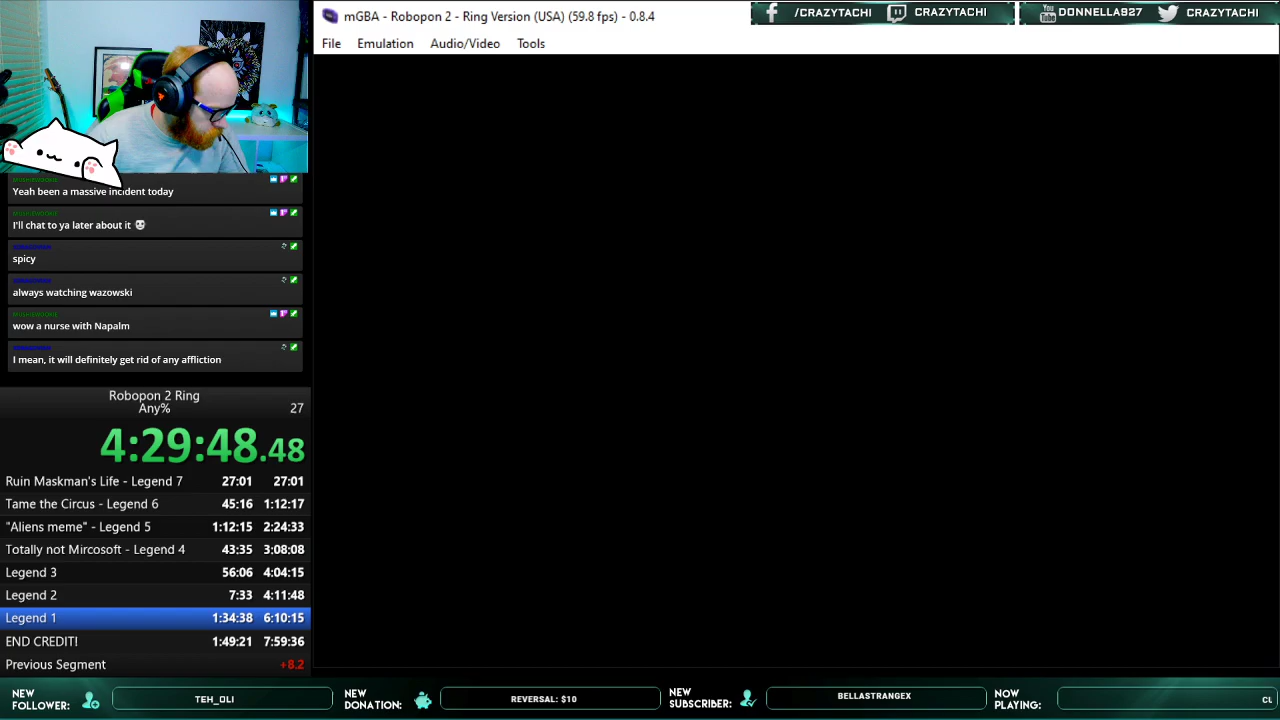 mGBA - Robopon 2 - Ring Version (USA) (59.8 fps) - 0.8.4
/CRAZYTACHI
CRAZYTACHI
You Tube DONNELLAB27
CRAZYTACHI
File Emulation Audio/Video Tools
Yeah been a massive incident today
I'll chat to ya later about it
spicy
always watching wazowski
wow a nurse with Napalm
I mean, it will definitely get rid of any affliction
Robopon 2 Ring
Any% 27
4:29:48.48
Ruin Maskman's Life - Legend 7 27:01 27:01
Tame the Circus - Legend 6 45:16 1:12:17
"Aliens meme" - Legend 5 1:12:15 2:24:33
Totally not Mircosoft - Legend 4 43:35 3:08:08
Legend 3 56:06 4:04:15
Legend 2 7:33 4:11:48
Legend 1 1:34:38 6:10:15
END CREDIT! 1:49:21 7:59:36
Previous Segment +8.2
NEW FOLLOWER: TEH_OLI
NEW DONATION: REVERSAL: $10
NEW SUBSCRIBER: BELLASTRANGEX
NOW PLAYING: